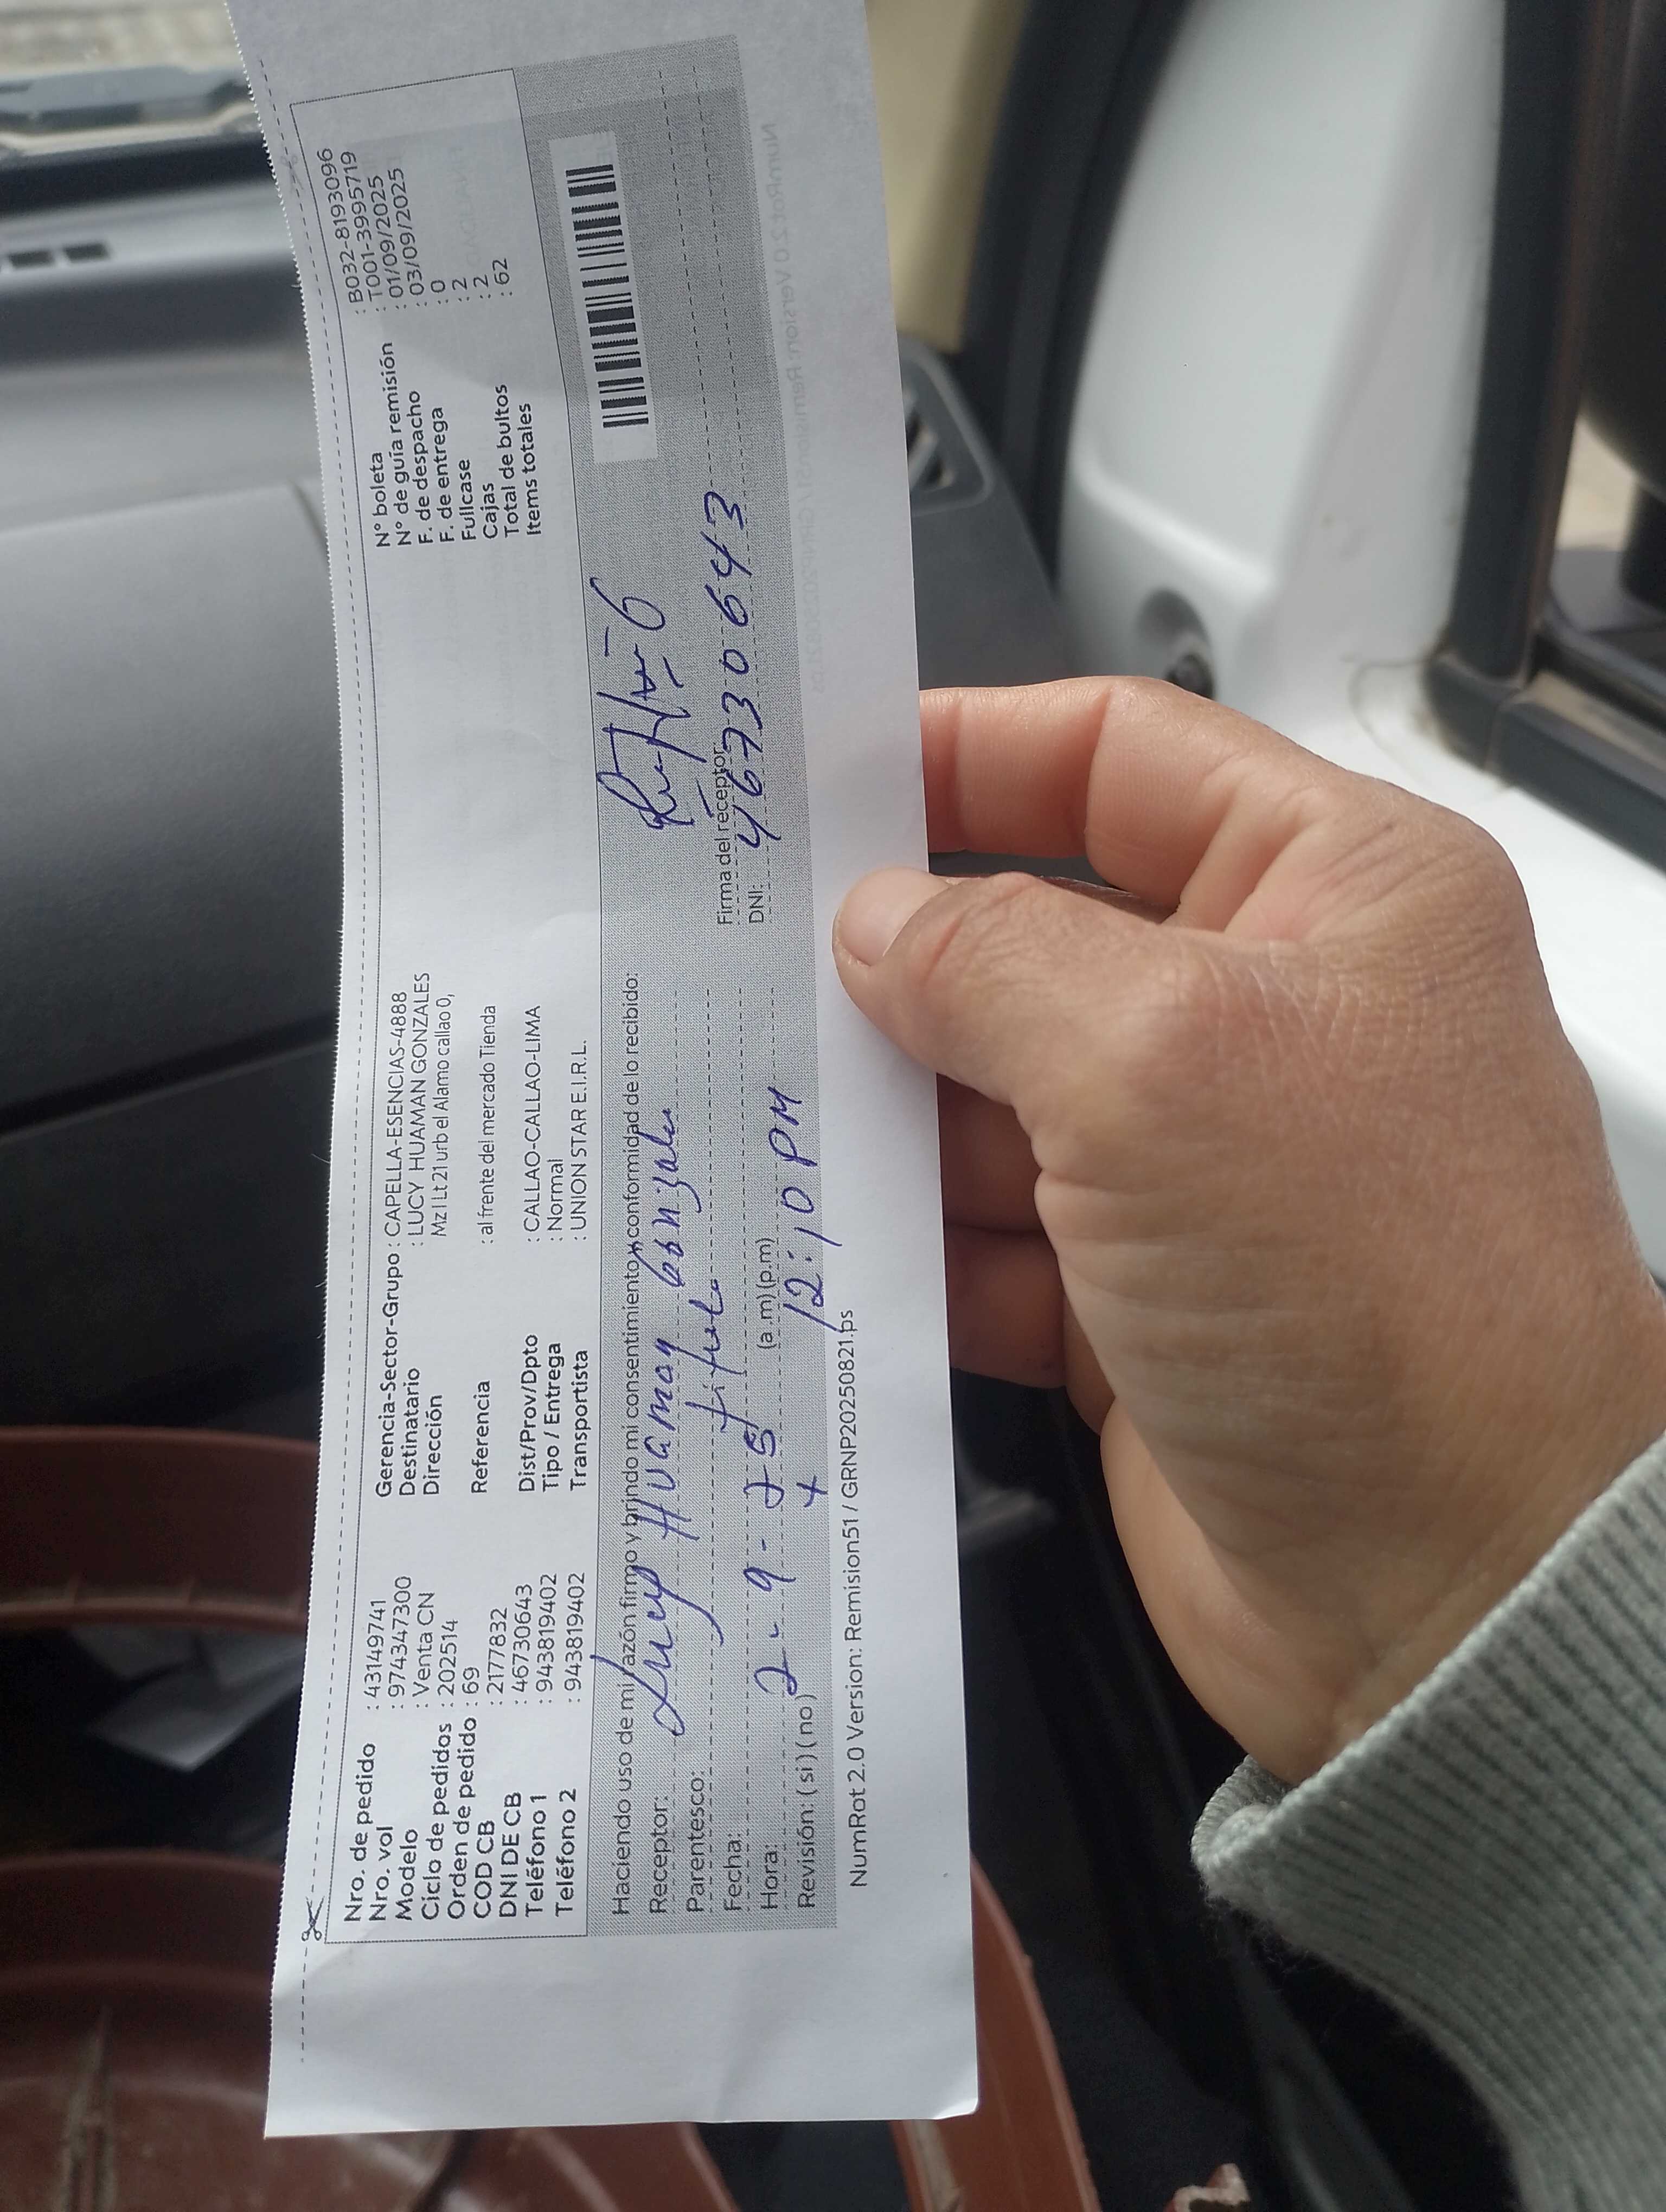 Nro. de pedido : 43149741
Nro. vol : 974347300
Modelo : Venta CN
Ciclo de pedidos : 202514
Orden de pedido : 69
COD CB : 2177832
DNI DE CB : 46730643
Teléfono 1 : 943819402
Teléfono 2 : 943819402
Gerencia-Sector-Grupo : CAPELLA-ESENCIAS-4888
Destinatario : LUCY HUAMAN GONZALES
Dirección Mz I Lt 21 urb el Alamo callao 0,
Referencia : al frente del mercado Tienda
Dist/Prov/Dpto : CALLAO-CALLAO-LIMA
Tipo / Entrega : Normal
Transportista : UNION STAR E.I.R.L.
N° boleta : B032-8193096
N° de guía remisión : T001-3995719
F. de despacho : 01/09/2025
F. de entrega : 03/09/2025
Fullcase : 0
Cajas : 2
Total de bultos : 2
Items totales : 62
Haciendo uso de mi razón firmo y brindo mi consentimiento y conformidad de lo recibido:
Receptor: Lucy Huaman Gonzales
Parentesco: titular
Fecha: 2-9-25
Hora: (a.m) (p.m) 12:10 PM
Revisión: (si) (no)
Firma del receptor
DNI: 46730643
NumRot 2.0 Version: Remision51 / GRNP20250821.ps